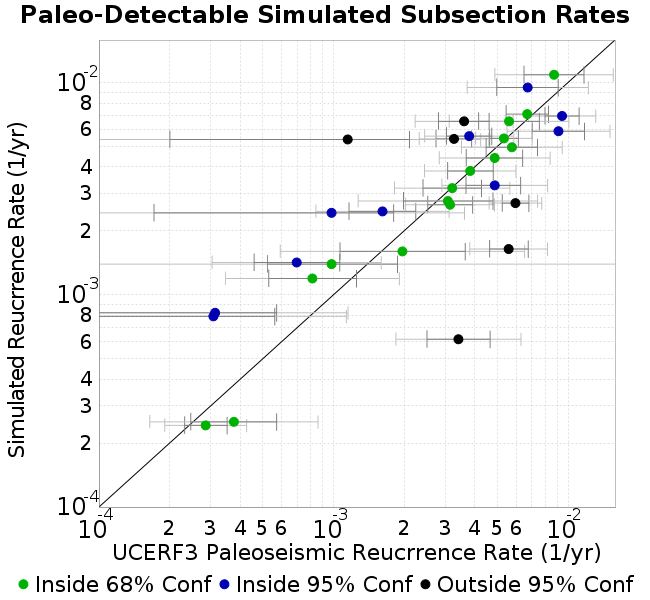 Paleo-Detectable Simulated Subsection Rates
Simulated Reucrrence Rate (1/yr)
10-2
8
6
4
3
2
10-3
8
6
4
3
2
10-4
10-4 2 3 4 5 6 10-3 2 3 4 5 6 10-2
UCERF3 Paleoseismic Reucrrence Rate (1/yr)
Inside 68% Conf Inside 95% Conf Outside 95% Conf